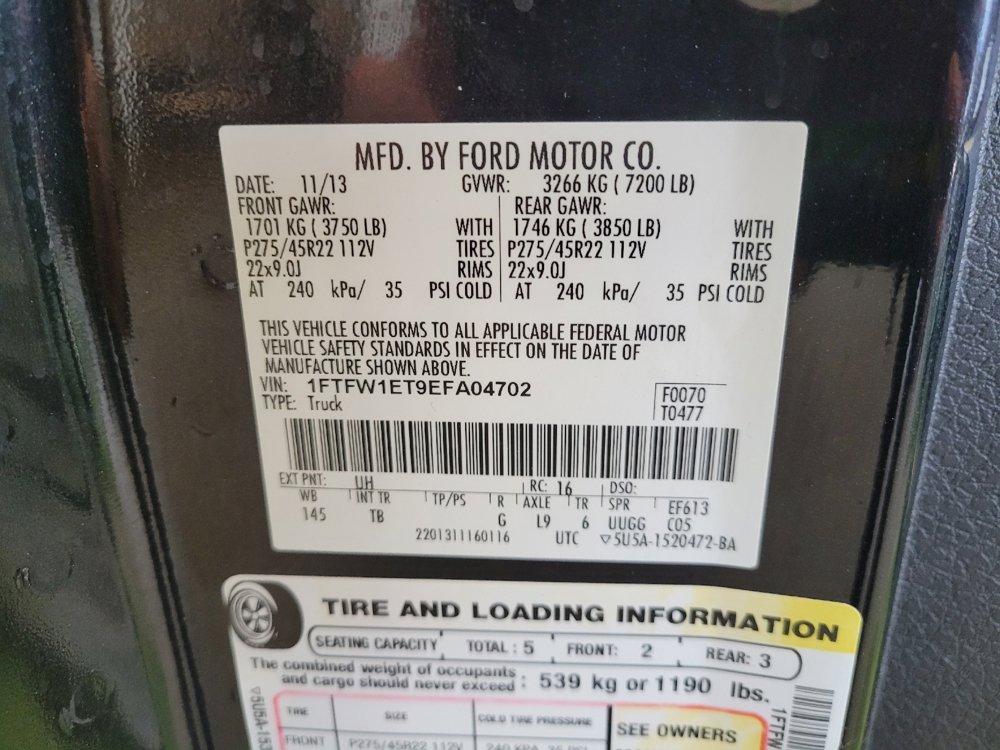 MFD. BY FORD MOTOR CO.
DATE: 11/13 GVWR: 3266 KG ( 7200 LB)
FRONT GAWR: REAR GAWR:
1701 KG ( 3750 LB) WITH 1746 KG ( 3850 LB) WITH
P275/45R22 112V TIRES P275/45R22 112V TIRES
22x9.0J RIMS 22x9.0J RIMS
AT 240 kPa/ 35 PSI COLD AT 240 kPa/ 35 PSI COLD
THIS VEHICLE CONFORMS TO ALL APPLICABLE FEDERAL MOTOR
VEHICLE SAFETY STANDARDS IN EFFECT ON THE DATE OF
MANUFACTURE SHOWN ABOVE.
VIN: 1FTFW1ET9EFA04702
TYPE: Truck
F0070
T0477
EXT PNT: UH RC: 16 DSO:
WB INT TR TP/PS R AXLE TR SPR EF613
145 TB G L9 6 UUGG C05
2201311160116 UTC ▽5U5A-1520472-BA
TIRE AND LOADING INFORMATION
SEATING CAPACITY TOTAL : 5 FRONT: 2 REAR: 3
The combined weight of occupants
and cargo should never exceed : 539 kg or 1190 lbs.
TIRE SIZE COLD TIRE PRESSURE SEE OWNERS
FRONT P275/45R22 112V 240 KPA, 35 PSI
▽5U5A-153
1FTFW